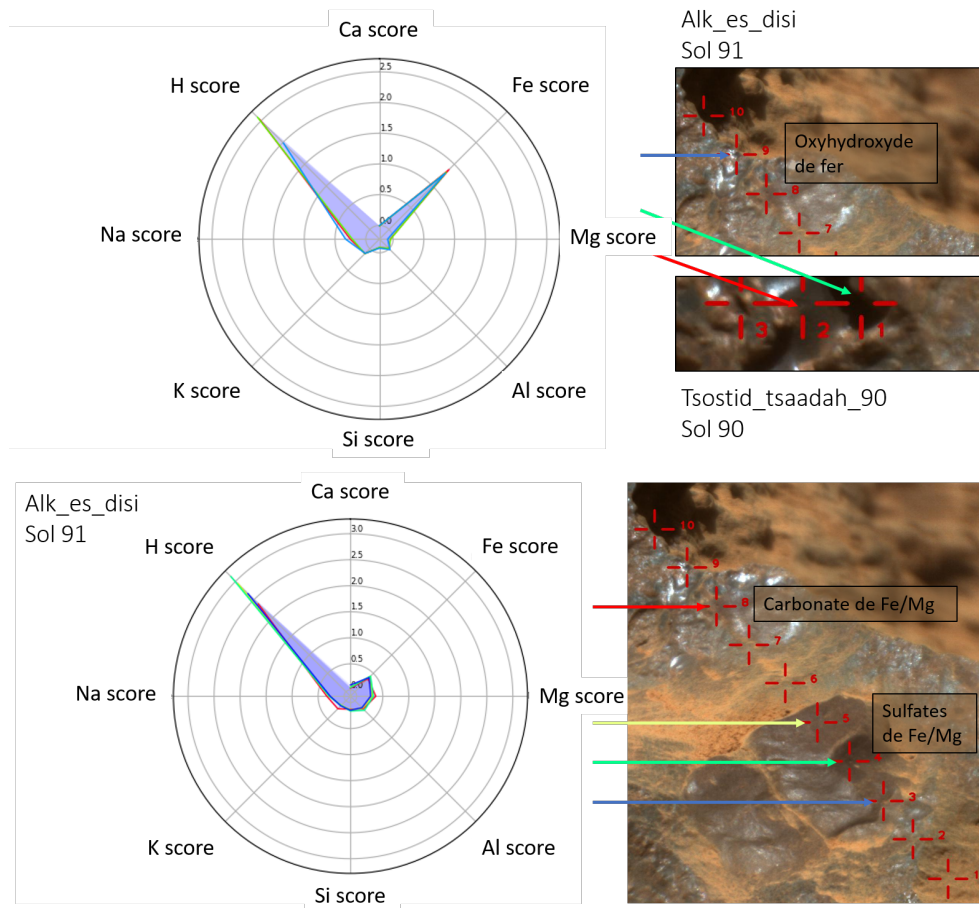 Ca score
H score
Fe score
2.5
2.0
1.5
1.0
0.5
0.0
Na score
Mg score
K score
Al score
Si score
Alk_es_disi
Sol 91
10
Oxyhydroxyde
de fer
9
8
7
3
2
1
Tsostid_tsaadah_90
Sol 90
Alk_es_disi
Sol 91
Ca score
H score
Fe score
3.0
2.5
2.0
1.5
1.0
0.5
0.0
Na score
Mg score
K score
Al score
Si score
10
9
8
Carbonate de Fe/Mg
7
6
5
Sulfates
de Fe/Mg
4
3
2
1